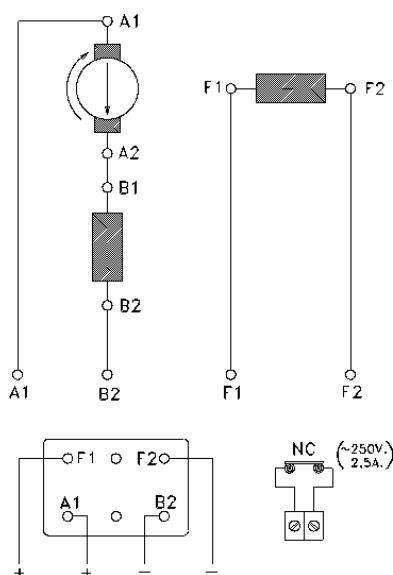 A1
F1 F2
A2
B1
B2
A1 B2 F1 F2
F1 F2
A1 B2
+ + − −
NC (~250V.
2,5A.)